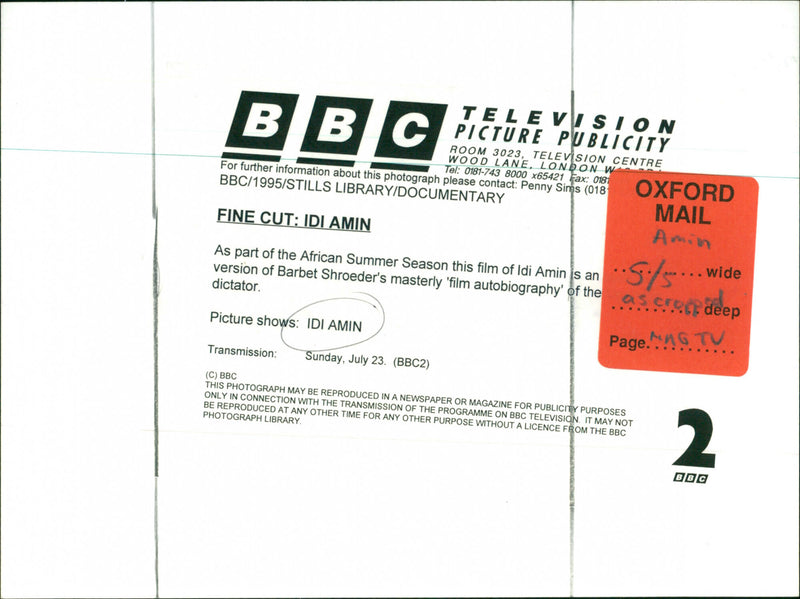 BBC
TELEVISION
PICTURE PUBLICITY
ROOM 3023, TELEVISION CENTRE
WOOD LANE, LONDON
Tel: 0181-743 8000 x65421 Fax: 0181
For further information about this photograph please contact: Penny Sims (018
BBC/1995/STILLS LIBRARY/DOCUMENTARY
FINE CUT: IDI AMIN
As part of the African Summer Season this film of Idi Amin is an
version of Barbet Shroeder's masterly 'film autobiography' of the
dictator.
Picture shows: IDI AMIN
Transmission: Sunday, July 23. (BBC2)
(C) BBC
THIS PHOTOGRAPH MAY BE REPRODUCED IN A NEWSPAPER OR MAGAZINE FOR PUBLICITY PURPOSES
ONLY IN CONNECTION WITH THE TRANSMISSION OF THE PROGRAMME ON BBC TELEVISION. IT MAY NOT
BE REPRODUCED AT ANY OTHER TIME FOR ANY OTHER PURPOSE WITHOUT A LICENCE FROM THE BBC
PHOTOGRAPH LIBRARY.
OXFORD
MAIL
Amin
S/S wide
as cropped deep
Page MAG TV
2
BBC